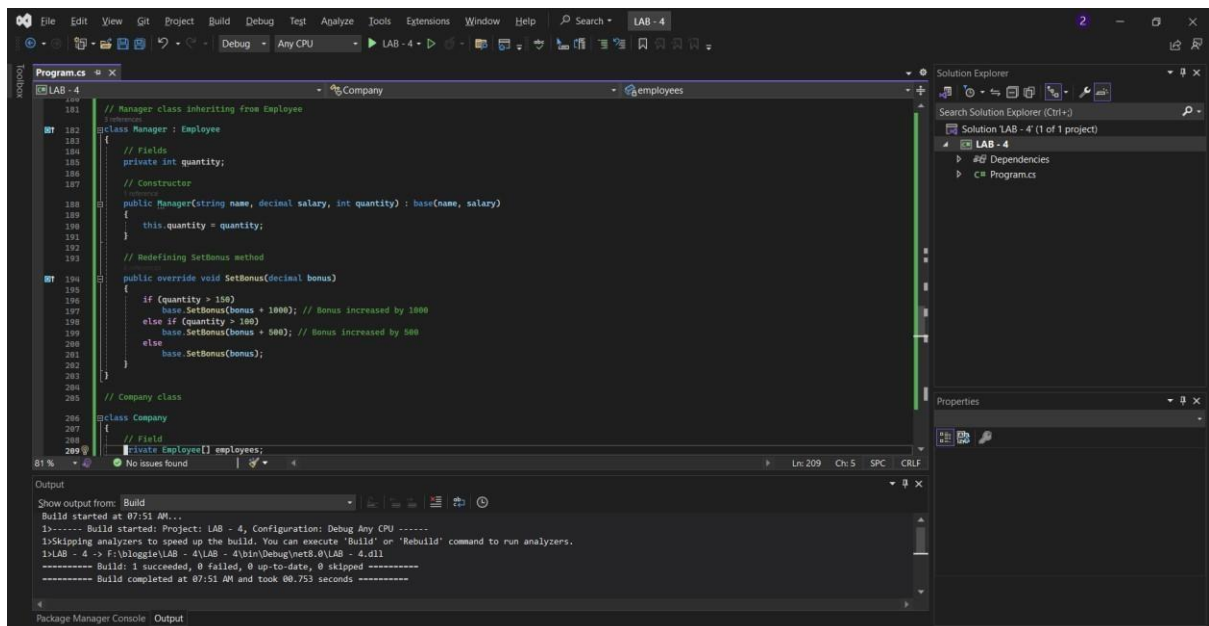 File Edit View Git Project Build Debug Test Analyze Tools Extensions Window Help Search LAB - 4 2
Debug Any CPU LAB - 4
Toolbox
Program.cs
LAB - 4 Company employees
181 // Manager class inheriting from Employee
182 class Manager : Employee
183 {
184 // Fields
185 private int quantity;
186
187 // Constructor
1 reference
188 public Manager(string name, decimal salary, int quantity) : base(name, salary)
189 {
190 this.quantity = quantity;
191 }
192
193 // Redefining SetBonus method
194 public override void SetBonus(decimal bonus)
195 {
196 if (quantity > 150)
197 base.SetBonus(bonus + 1000); // Bonus increased by 1000
198 else if (quantity > 100)
199 base.SetBonus(bonus + 500); // Bonus increased by 500
200 else
201 base.SetBonus(bonus);
202 }
203 }
204
205 // Company class
206 class Company
207 {
208 // Field
209 private Employee[] employees;
81 % No issues found Ln: 209 Ch: 5 SPC CRLF
Output
Show output from: Build
Build started at 07:51 AM...
1>------ Build started: Project: LAB - 4, Configuration: Debug Any CPU ------
1>Skipping analyzers to speed up the build. You can execute 'Build' or 'Rebuild' command to run analyzers.
1>LAB - 4 -> F:\bloggie\LAB - 4\LAB - 4\bin\Debug\net8.0\LAB - 4.dll
========== Build: 1 succeeded, 0 failed, 0 up-to-date, 0 skipped ==========
========== Build completed at 07:51 AM and took 00.753 seconds ==========
Package Manager Console Output
Solution Explorer
Search Solution Explorer (Ctrl+;)
Solution 'LAB - 4' (1 of 1 project)
LAB - 4
Dependencies
C# Program.cs
Properties